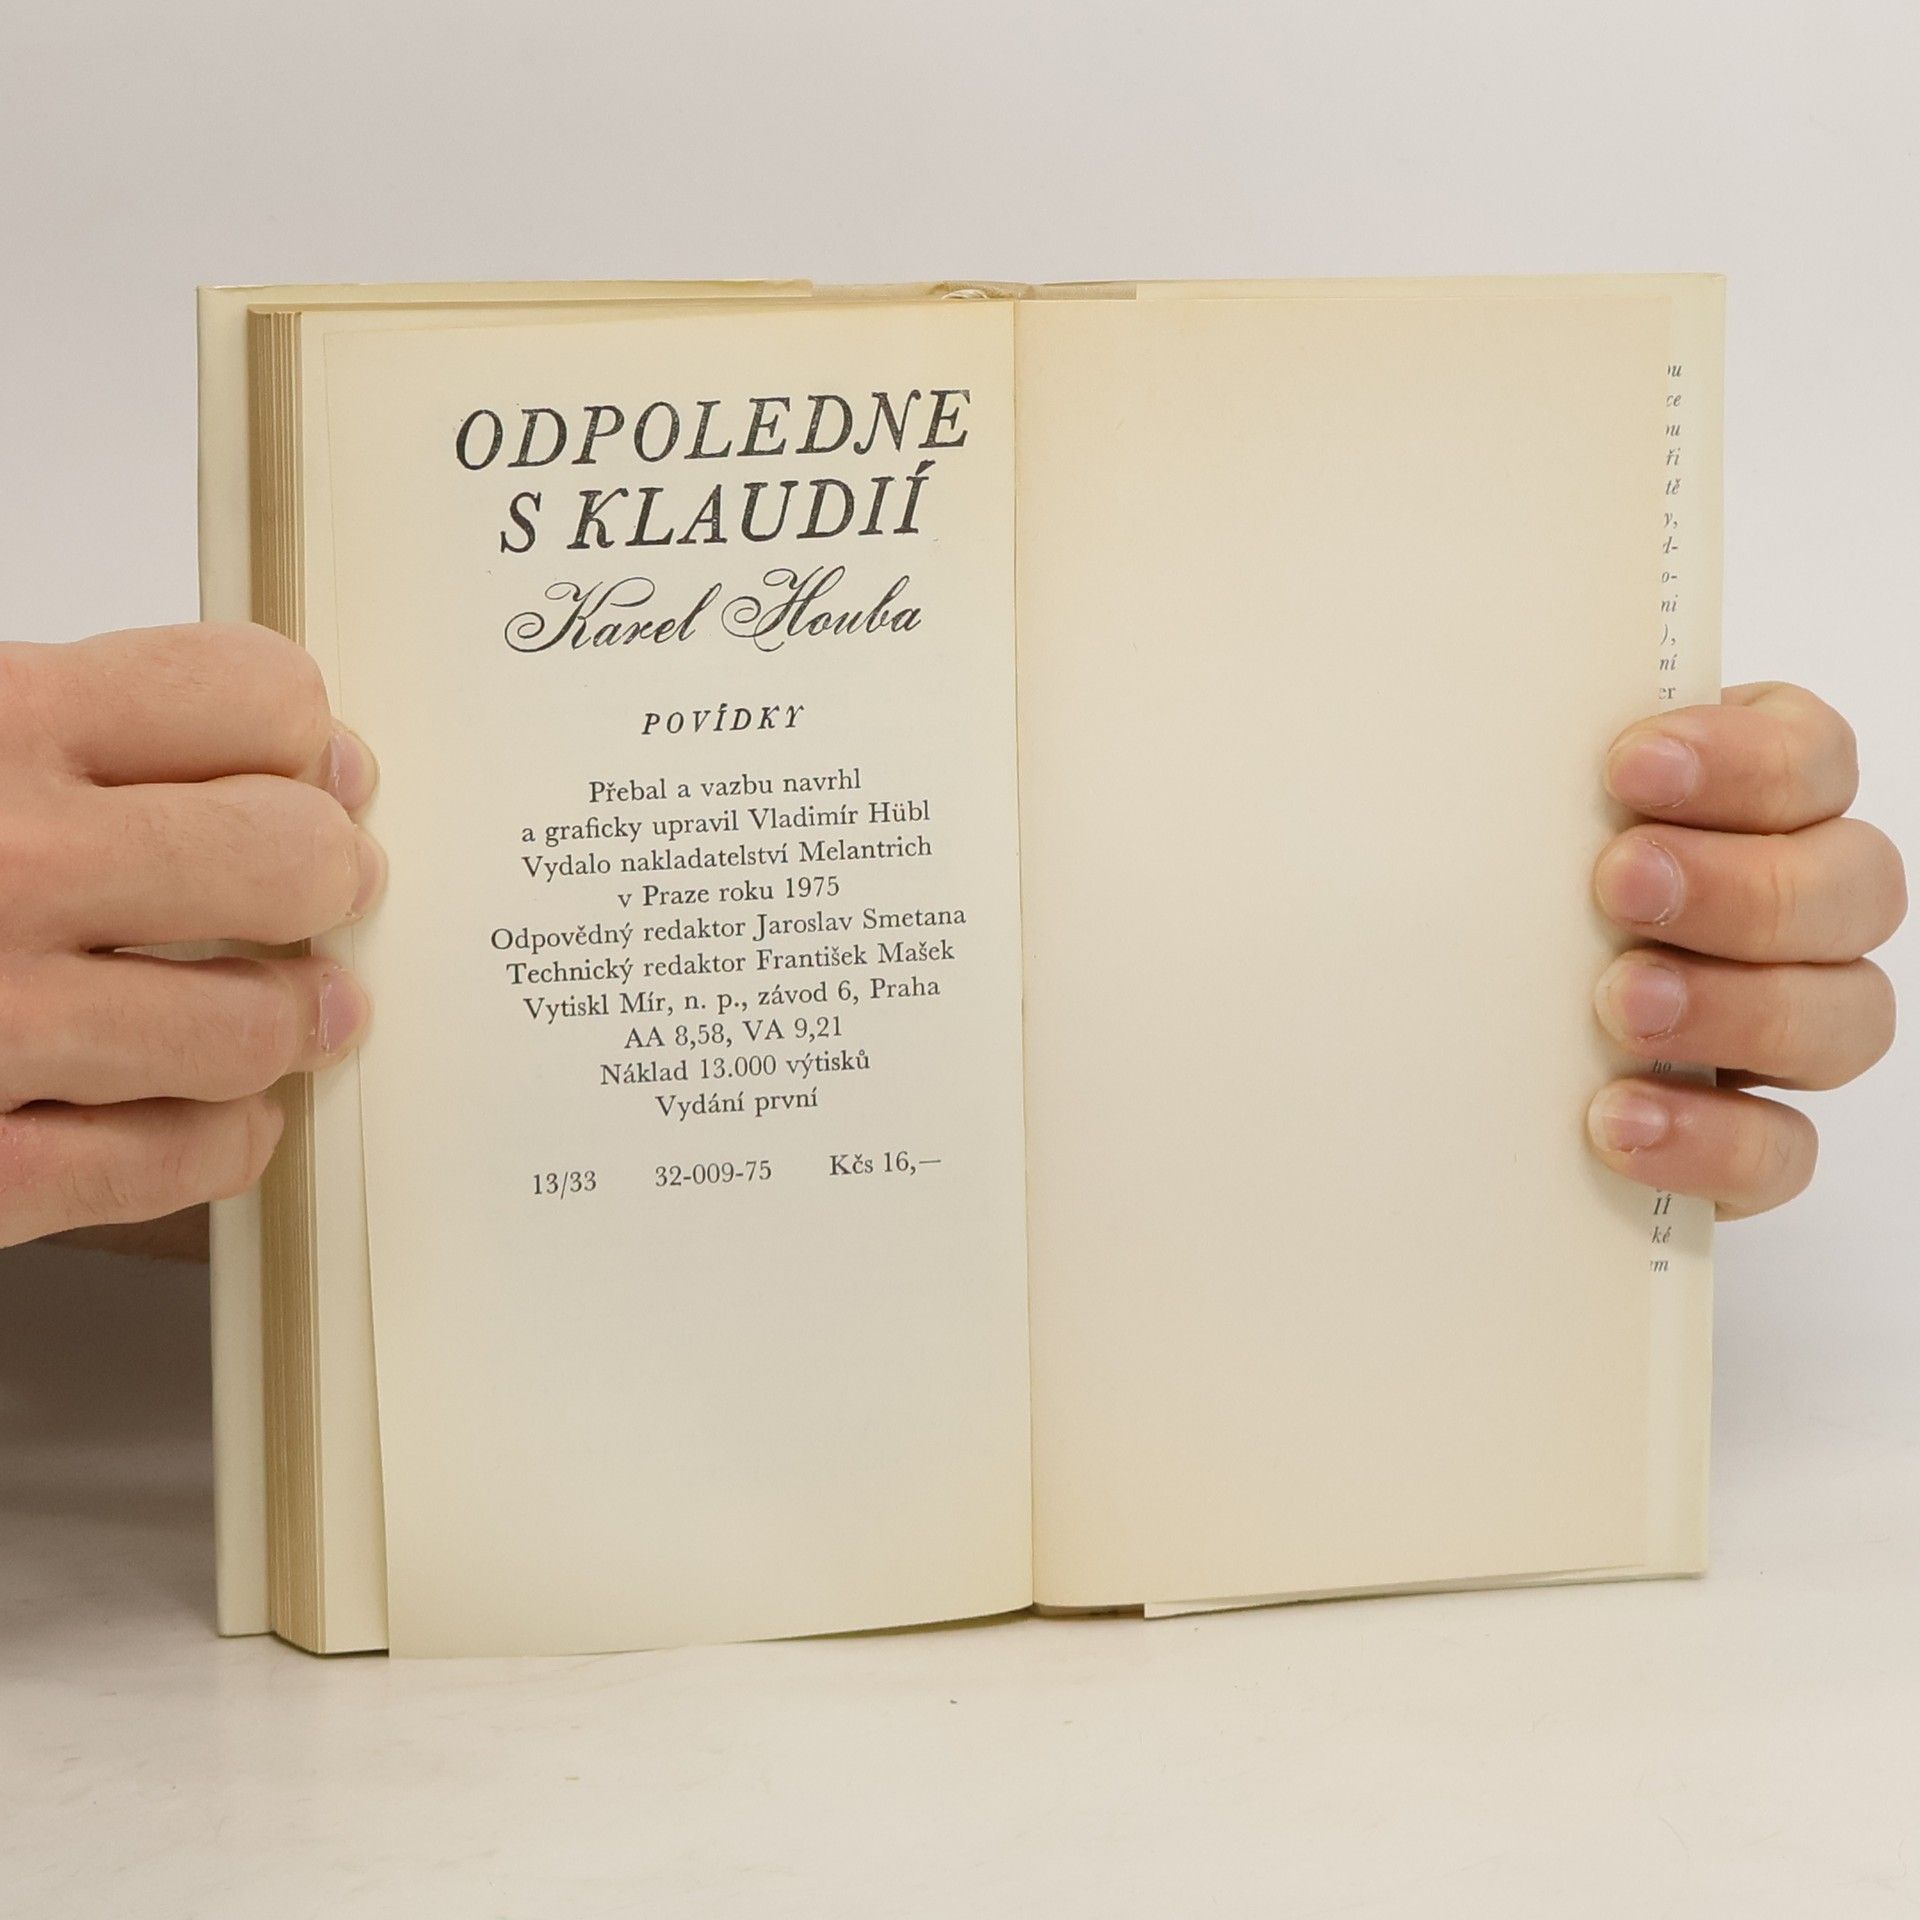 ODPOLEDNE
S KLAUDIÍ
Karel Houba
POVÍDKY
Přebal a vazbu navrhl
a graficky upravil Vladimír Hübl
Vydalo nakladatelství Melantrich
v Praze roku 1975
Odpovědný redaktor Jaroslav Smetana
Technický redaktor František Mašek
Vytiskl Mír, n. p., závod 6, Praha
AA 8,58, VA 9,21
Náklad 13.000 výtisků
Vydání první
13/33 32-009-75 Kčs 16,—